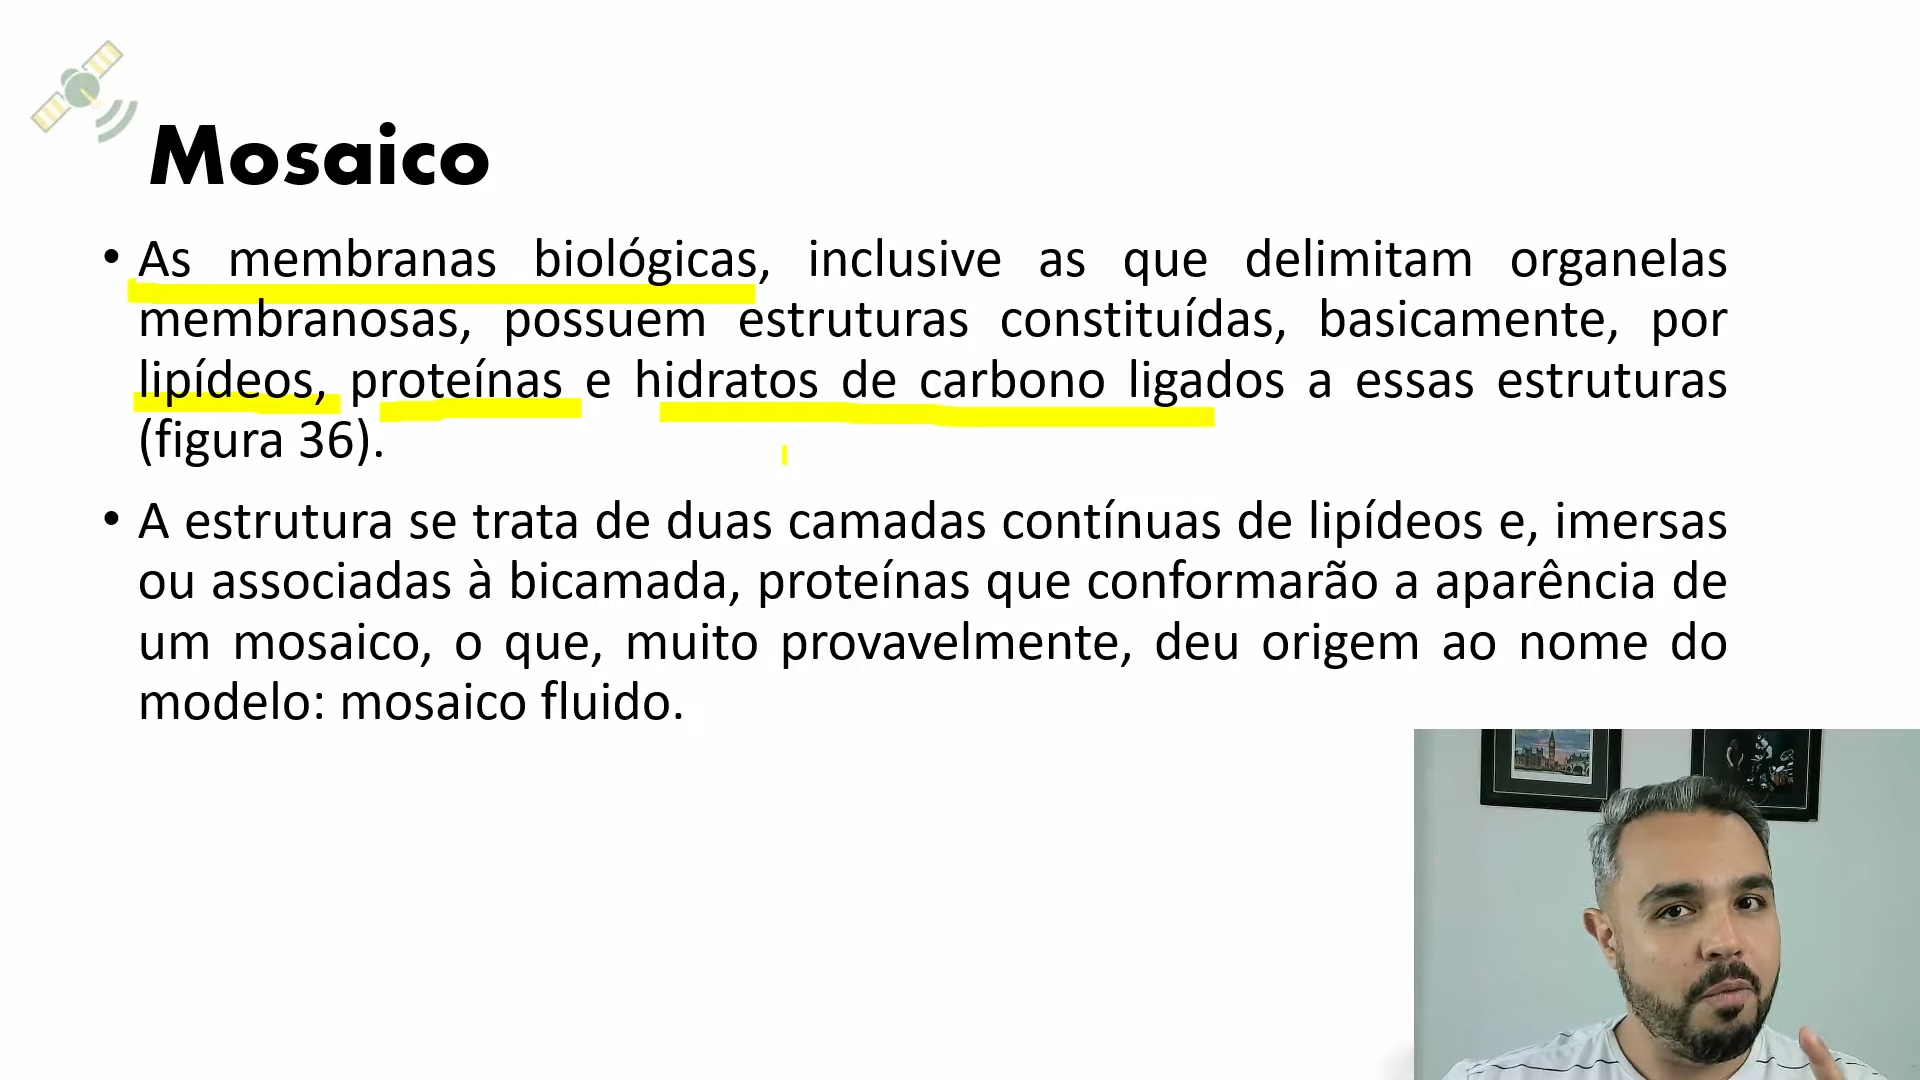 Mosaico
• As membranas biológicas, inclusive as que delimitam organelas
membranosas, possuem estruturas constituídas, basicamente, por
lipídeos, proteínas e hidratos de carbono ligados a essas estruturas
(figura 36).
• A estrutura se trata de duas camadas contínuas de lipídeos e, imersas
ou associadas à bicamada, proteínas que conformarão a aparência de
um mosaico, o que, muito provavelmente, deu origem ao nome do
modelo: mosaico fluido.